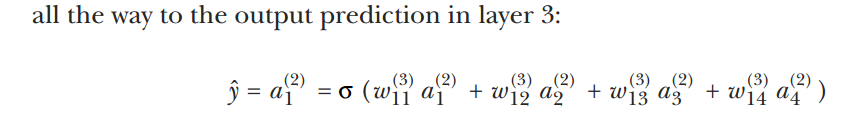 all the way to the output prediction in layer 3:
ŷ = a₁⁽²⁾ = σ (w₁₁⁽³⁾ a₁⁽²⁾ + w₁₂⁽³⁾ a₂⁽²⁾ + w₁₃⁽³⁾ a₃⁽²⁾ + w₁₄⁽³⁾ a₄⁽²⁾ )